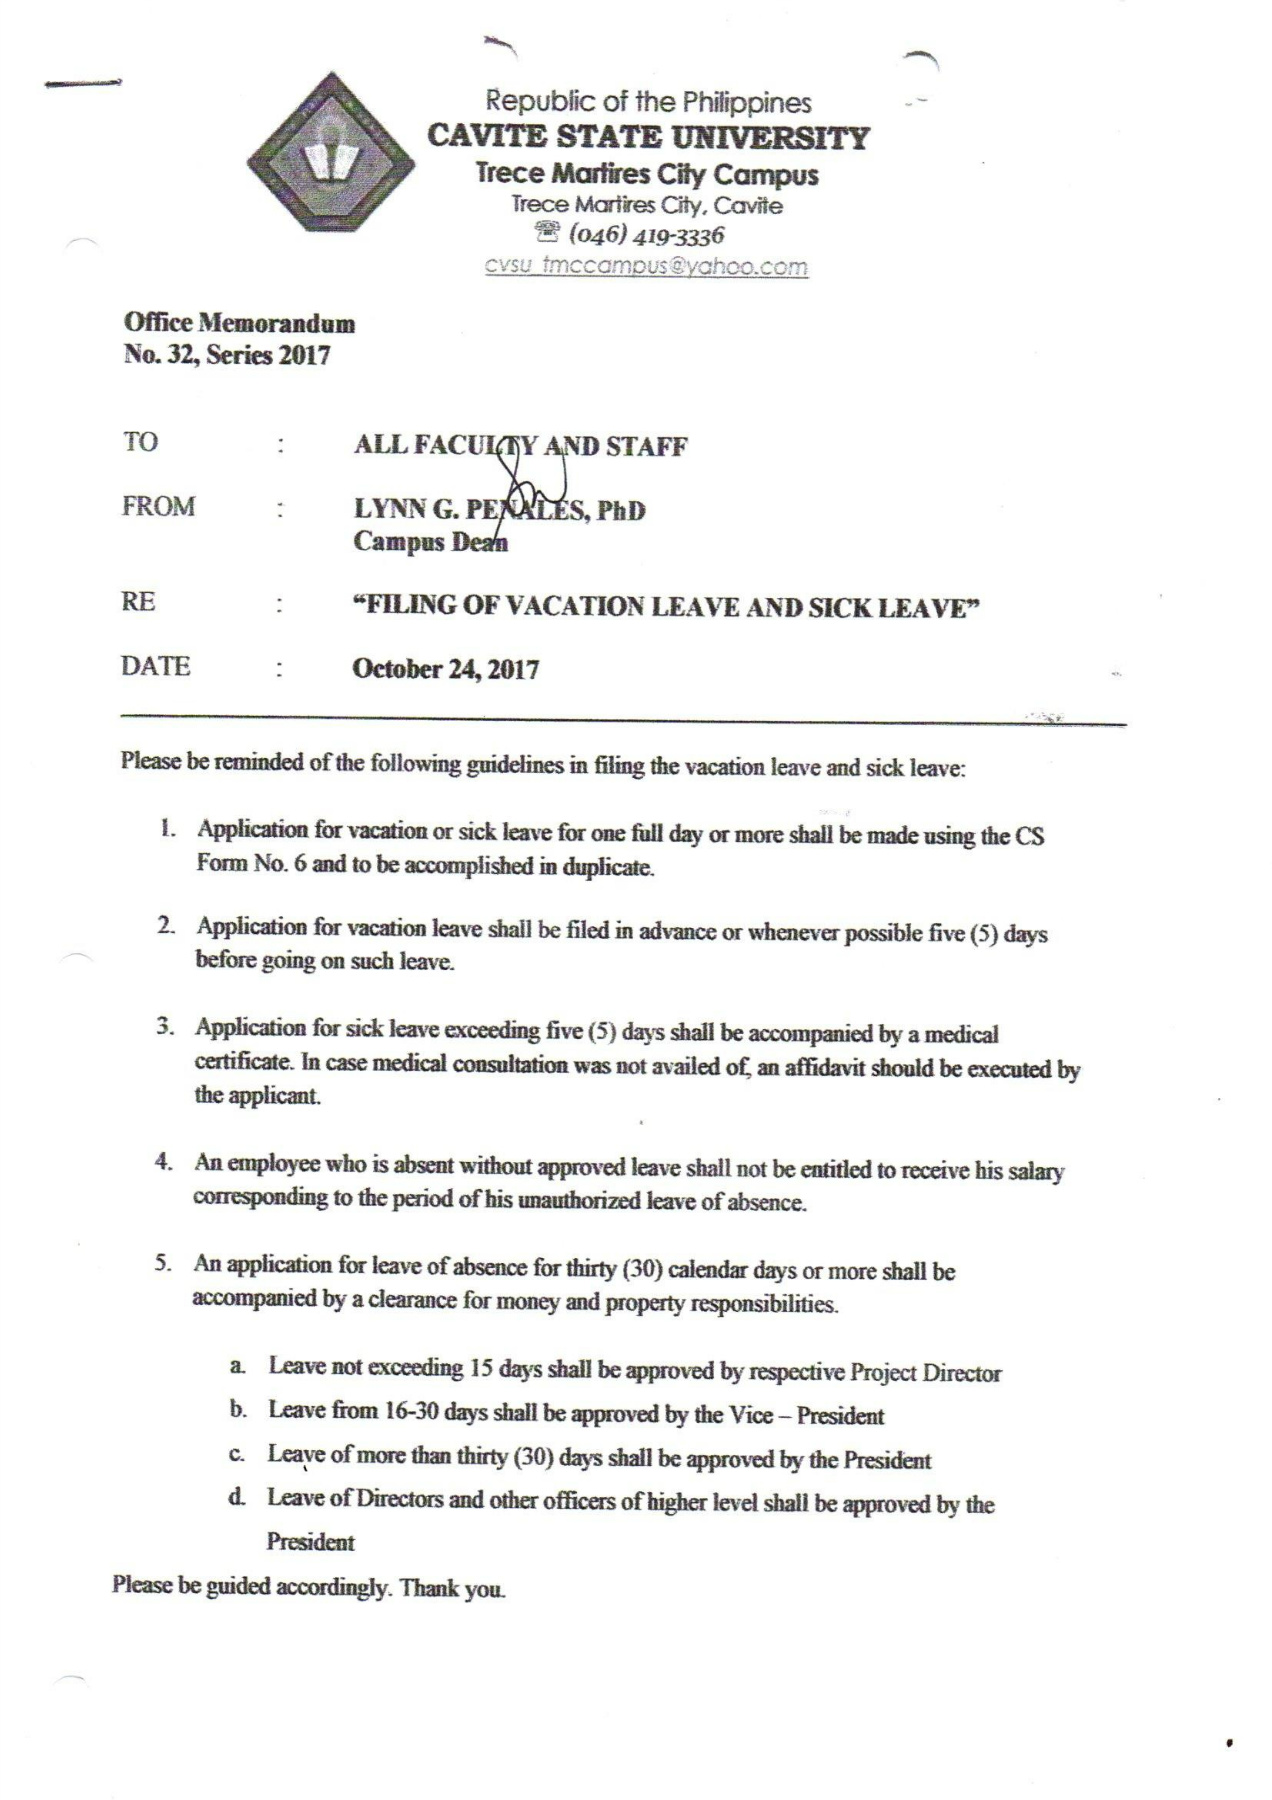 Republic of the Philippines
CAVITE STATE UNIVERSITY
Trece Martires City Campus
Trece Martires City, Cavite
☎ (046) 419-3336
cvsu_tmccampus@yahoo.com
Office Memorandum
No. 32, Series 2017
TO : ALL FACULTY AND STAFF
FROM : LYNN G. PENALES, PhD
Campus Dean
RE : “FILING OF VACATION LEAVE AND SICK LEAVE”
DATE : October 24, 2017
Please be reminded of the following guidelines in filing the vacation leave and sick leave:
1. Application for vacation or sick leave for one full day or more shall be made using the CS
Form No. 6 and to be accomplished in duplicate.
2. Application for vacation leave shall be filed in advance or whenever possible five (5) days
before going on such leave.
3. Application for sick leave exceeding five (5) days shall be accompanied by a medical
certificate. In case medical consultation was not availed of, an affidavit should be executed by
the applicant.
4. An employee who is absent without approved leave shall not be entitled to receive his salary
corresponding to the period of his unauthorized leave of absence.
5. An application for leave of absence for thirty (30) calendar days or more shall be
accompanied by a clearance for money and property responsibilities.
a. Leave not exceeding 15 days shall be approved by respective Project Director
b. Leave from 16-30 days shall be approved by the Vice – President
c. Leave of more than thirty (30) days shall be approved by the President
d. Leave of Directors and other officers of higher level shall be approved by the
President
Please be guided accordingly. Thank you.